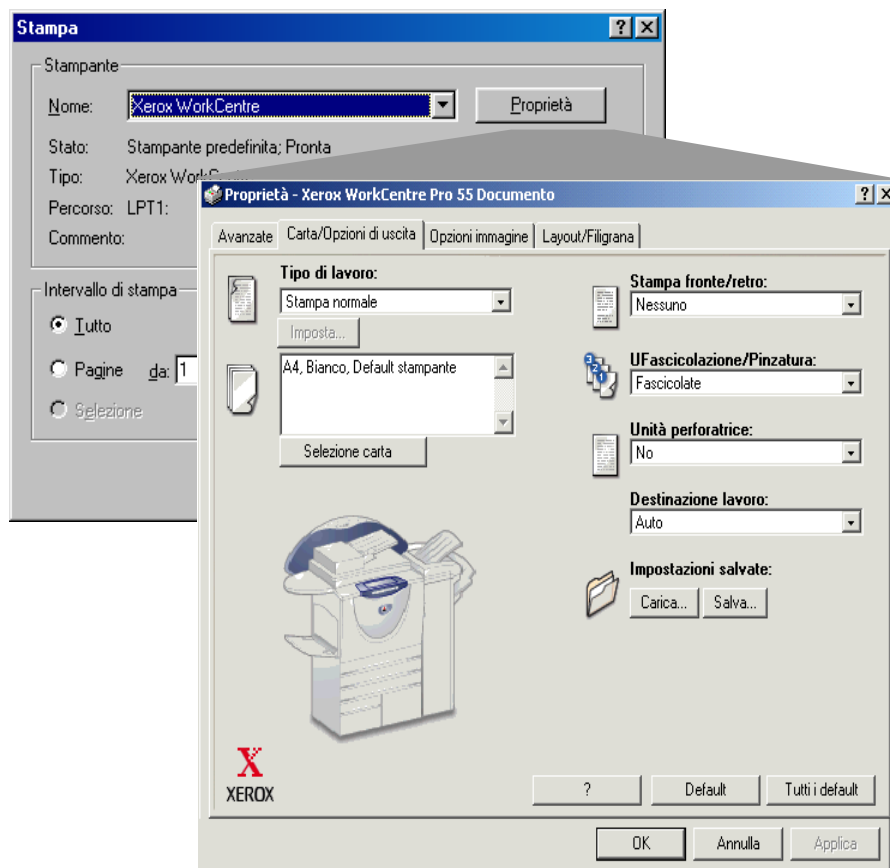 Stampa
Stampante
Nome: Xerox WorkCentre Proprietà
Stato: Stampante predefinita; Pronta
Tipo: Xerox
Percorso: LPT1:
Commento:
Intervallo di stampa
Tutto
Pagine da: 1
Selezione
Proprietà - Xerox WorkCentre Pro 55 Documento
Avanzate Carta/Opzioni di uscita Opzioni immagine Layout/Filigrana
Tipo di lavoro:
Stampa normale
Imposta...
A4, Bianco, Default stampante
Selezione carta
Stampa fronte/retro:
Nessuno
UFascicolazione/Pinzatura:
Fascicolate
Unità perforatrice:
No
Destinazione lavoro:
Auto
Impostazioni salvate:
Carica... Salva...
X
XEROX
? Default Tutti i default
OK Annulla Applica